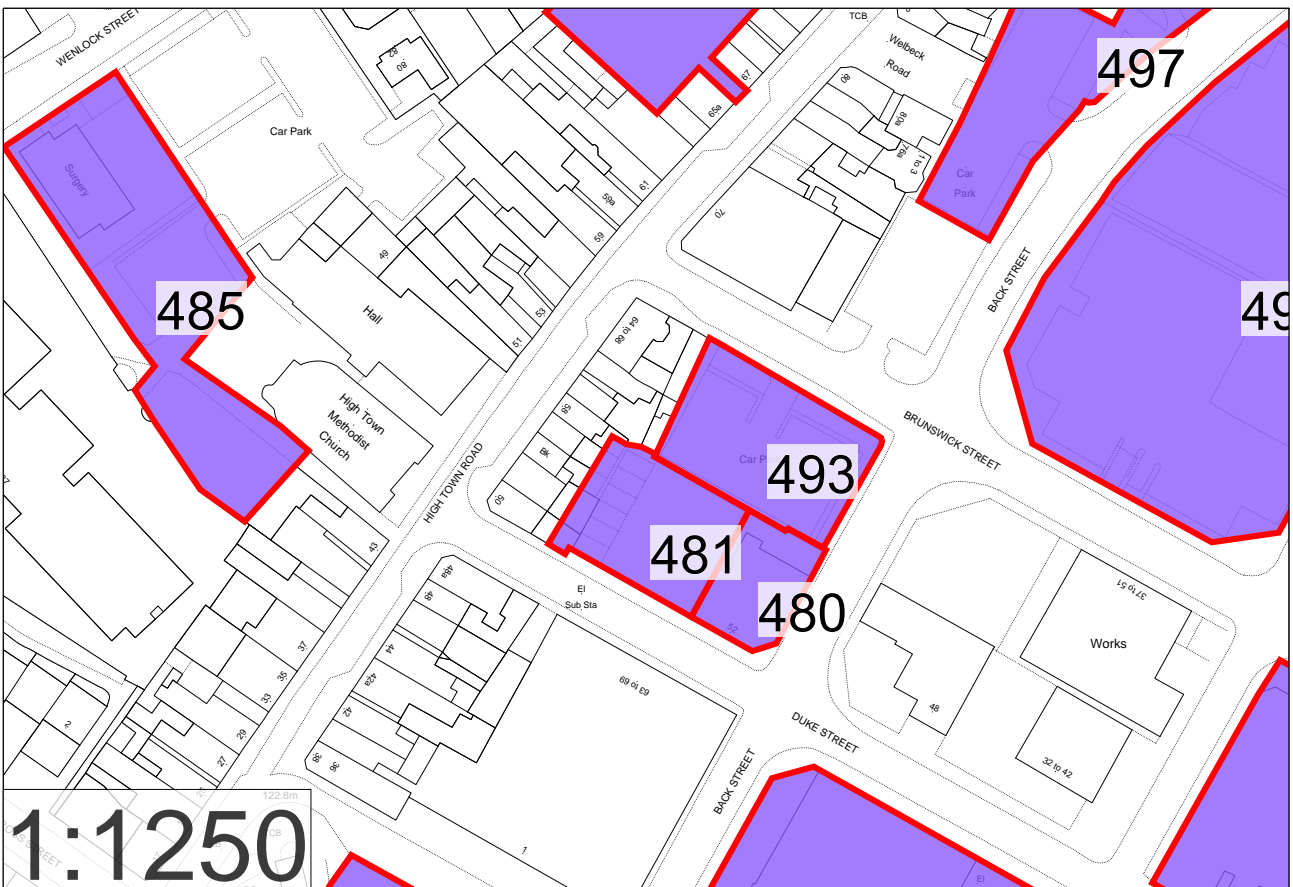 WENLOCK STREET
TCB
82
80
67
65a
Welbeck
Road
497
Car Park
80
80a
76a
1 to 3
Surgery
Car
Park
61
59a
59
70
49
485
Hall
53
51
BACK STREET
49
64 to 68
High Town
Methodist
Church
58
Bk
50
HIGH TOWN ROAD
BRUNSWICK STREET
Car P
493
43
48a
48
481
El
Sub Sta
480
52
37 to 51
Works
37
35
33
29
27
44
42a
42
38
36
63 to 69
48
2
DUKE STREET
BACK STREET
32 to 42
122.8m
CB
1:1250
1
El